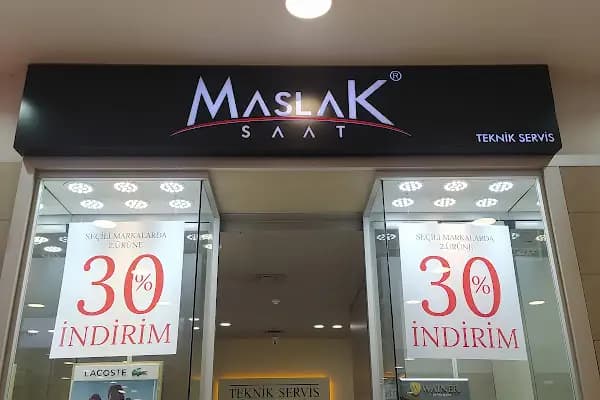 MASLAK®
SAAT
TEKNİK SERVİS
SEÇİLİ MARKALARDA
2.ÜRÜNE
30%
İNDİRİM
SEÇİLİ MARKALARDA
2.ÜRÜNE
30%
İNDİRİM
LACOSTE
TEKNİK SERVİS
WAINER